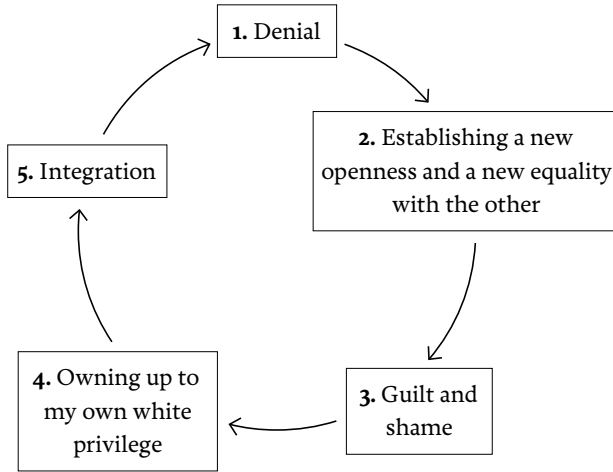 1. Denial
2. Establishing a new
openness and a new equality
with the other
3. Guilt and
shame
4. Owning up to
my own white
privilege
5. Integration